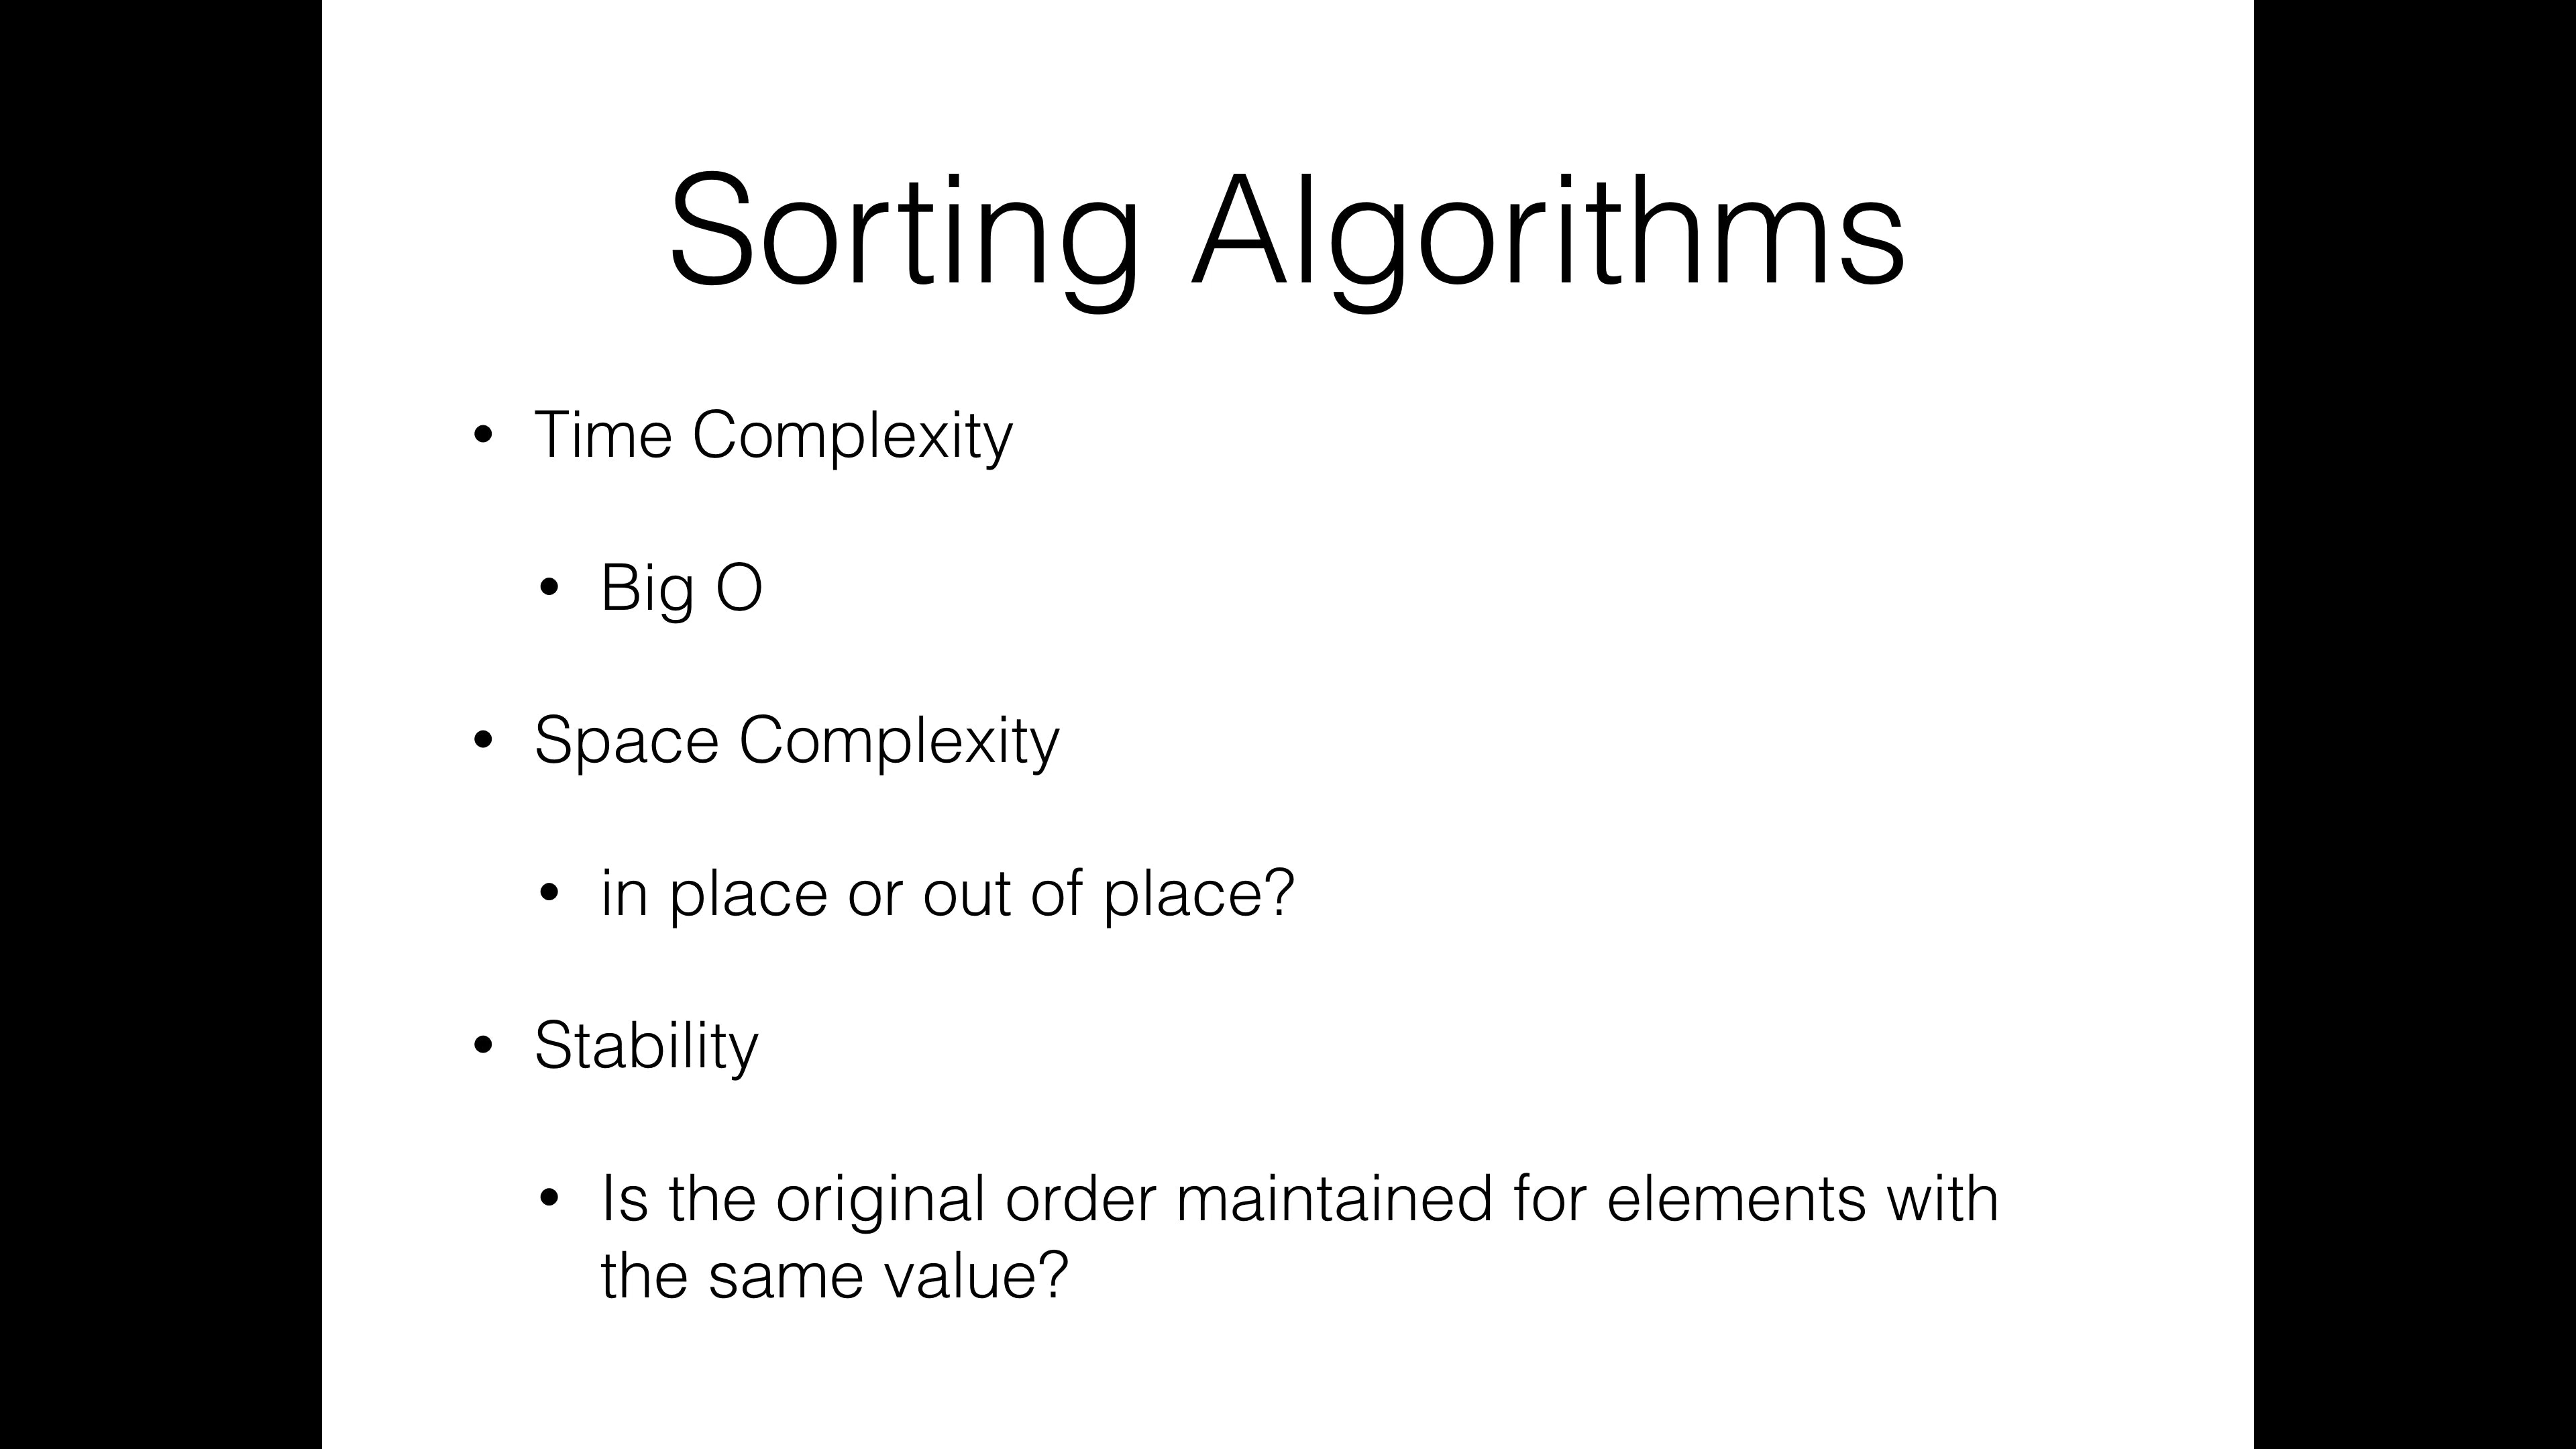 Sorting Algorithms
• Time Complexity
• Big O
• Space Complexity
• in place or out of place?
• Stability
• Is the original order maintained for elements with
the same value?